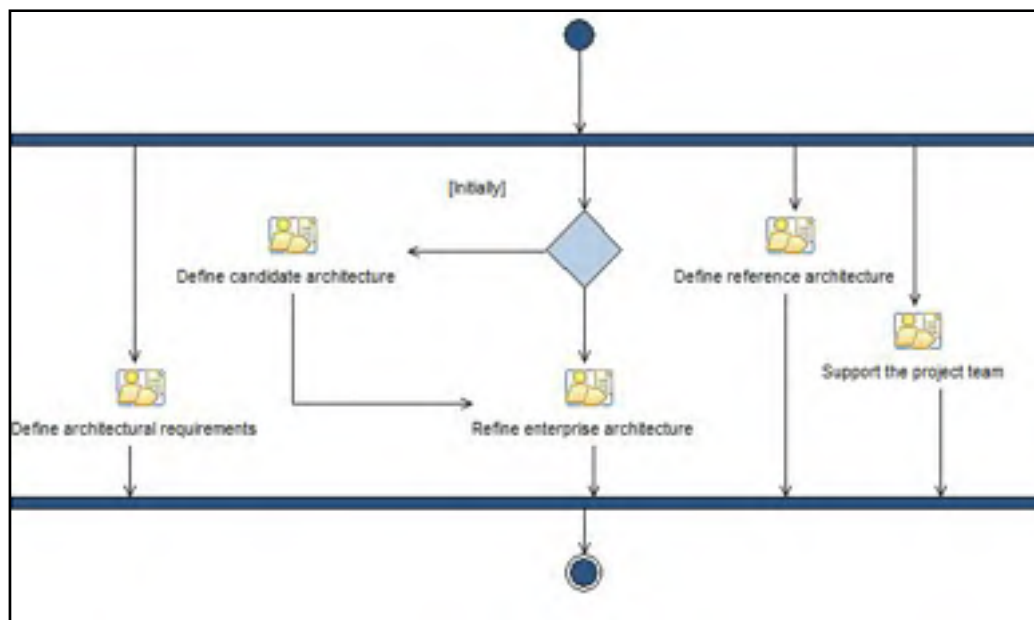 [Initially]
Define candidate architecture
Define reference architecture
Support the project team
Define architectural requirements
Refine enterprise architecture